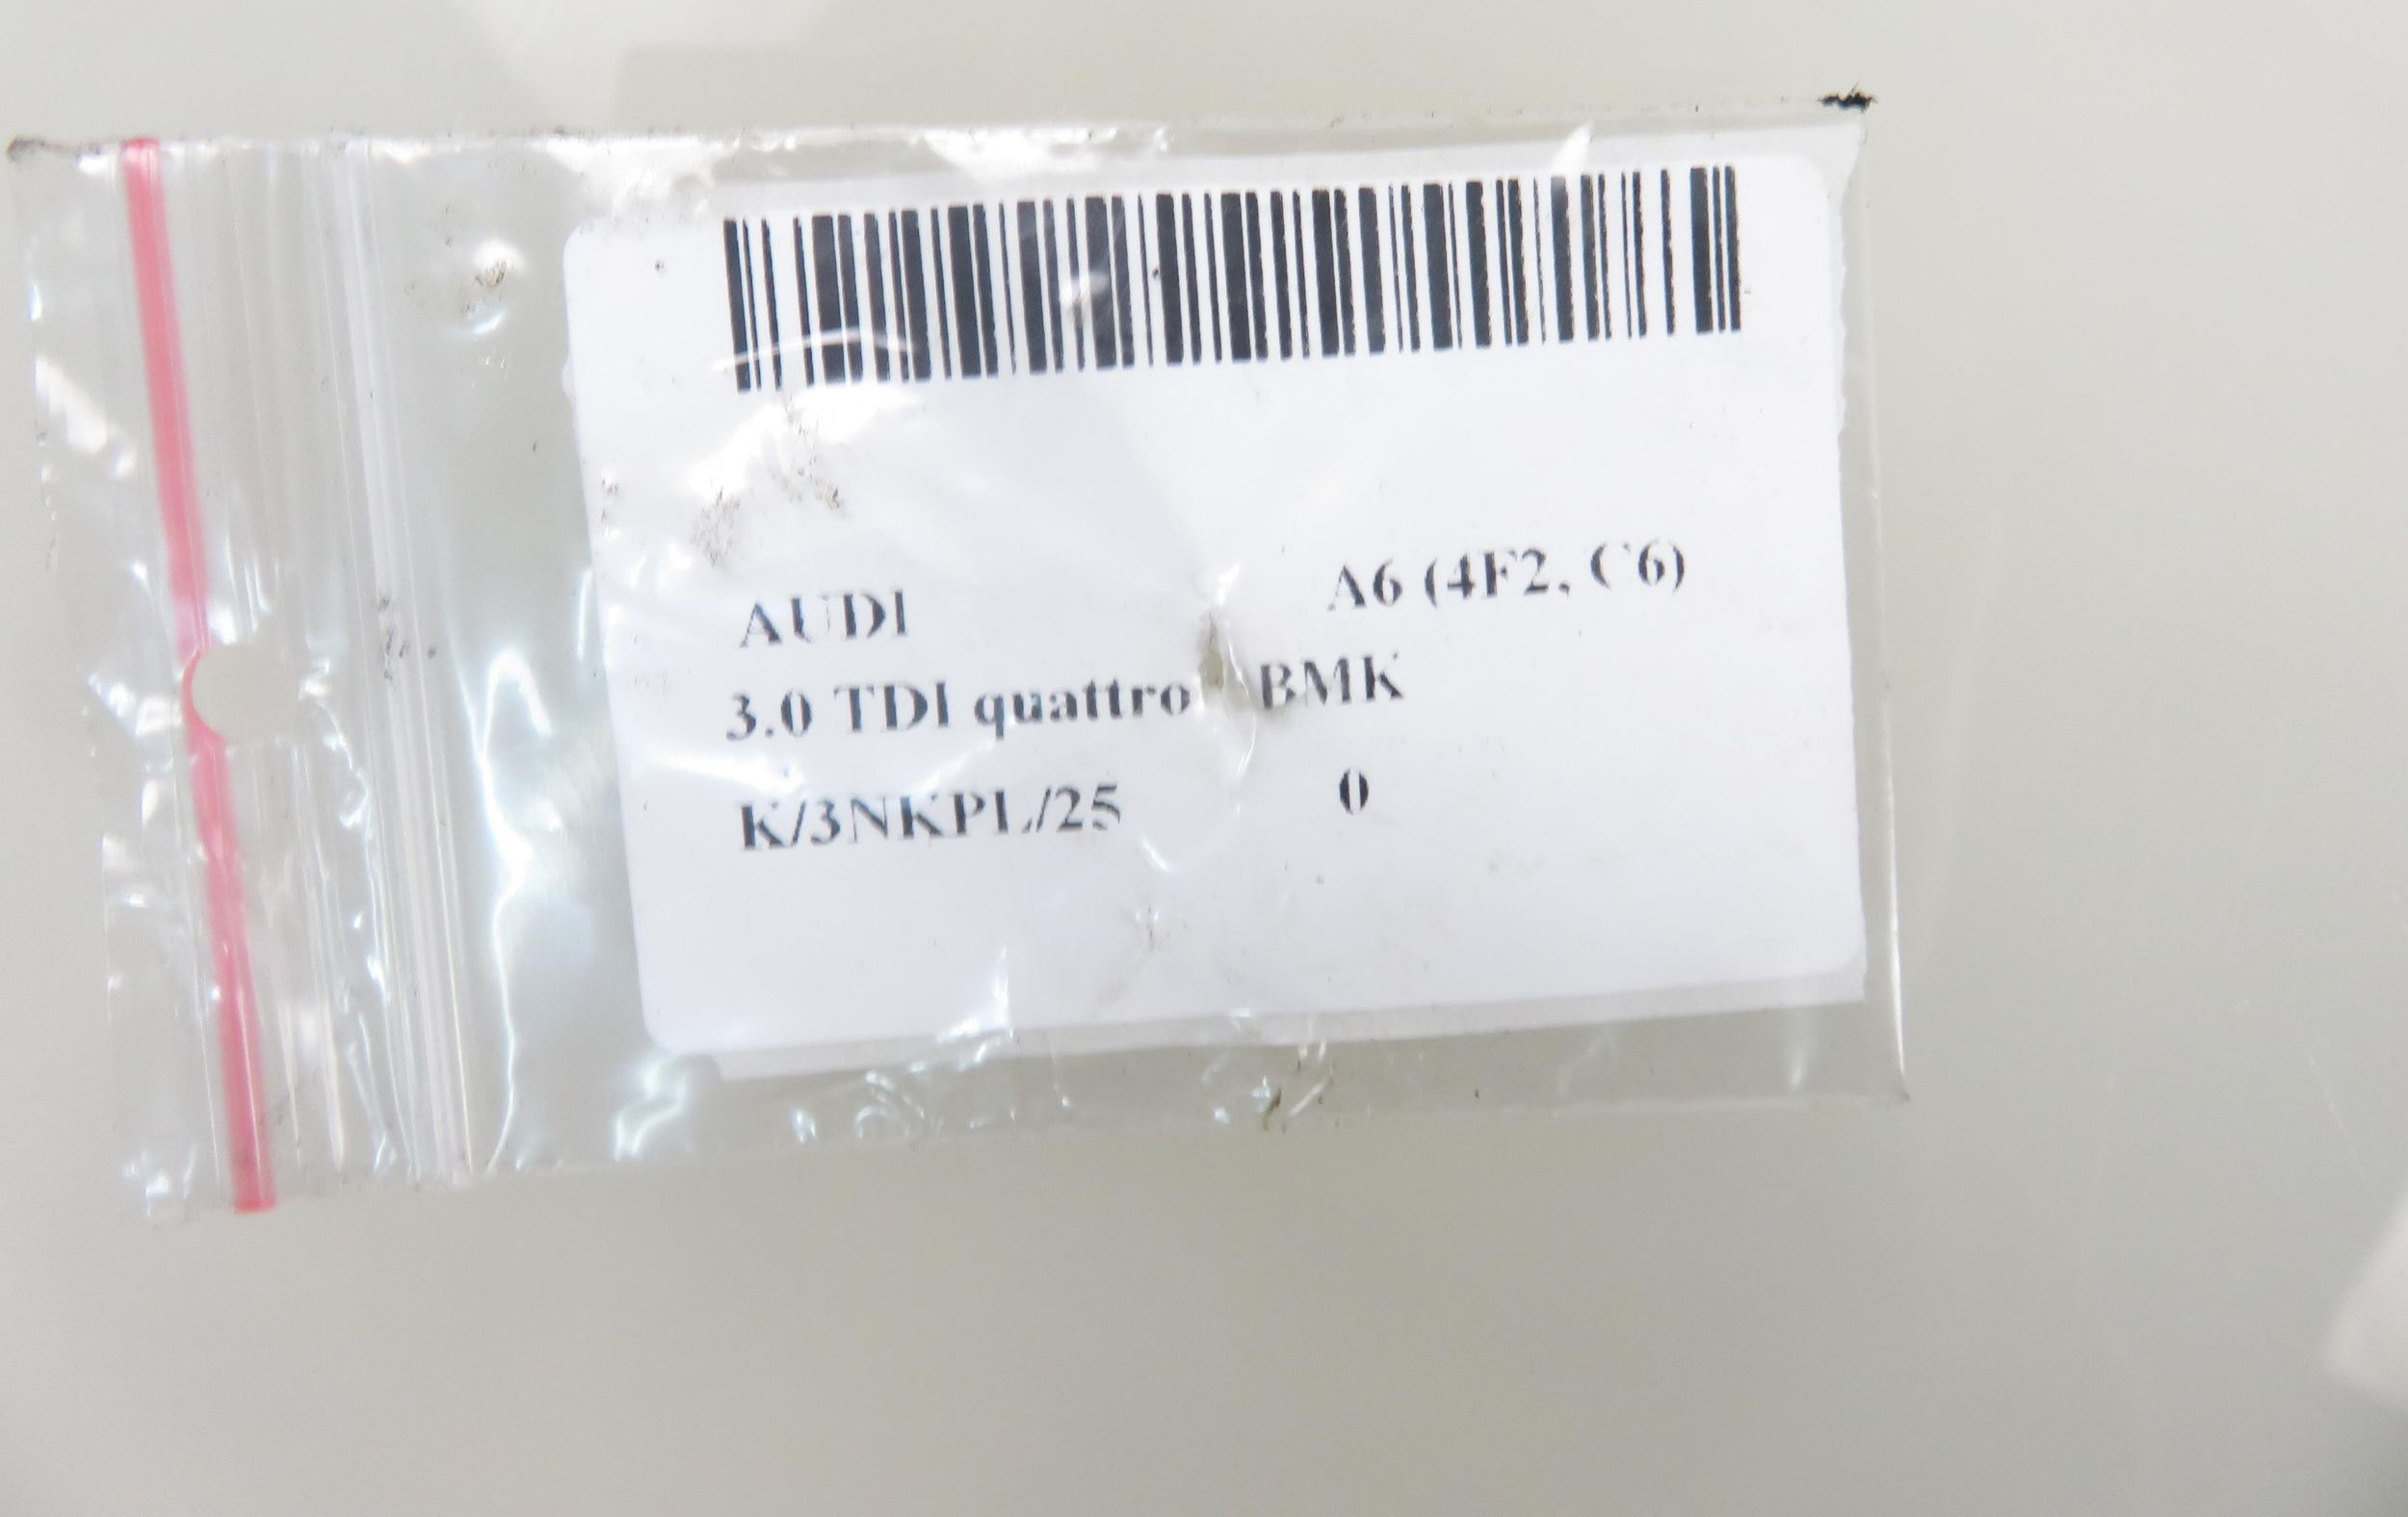 AUDI A6 (4F2, C6)
3.0 TDI quattro BMK
K/3NKPL/25 0